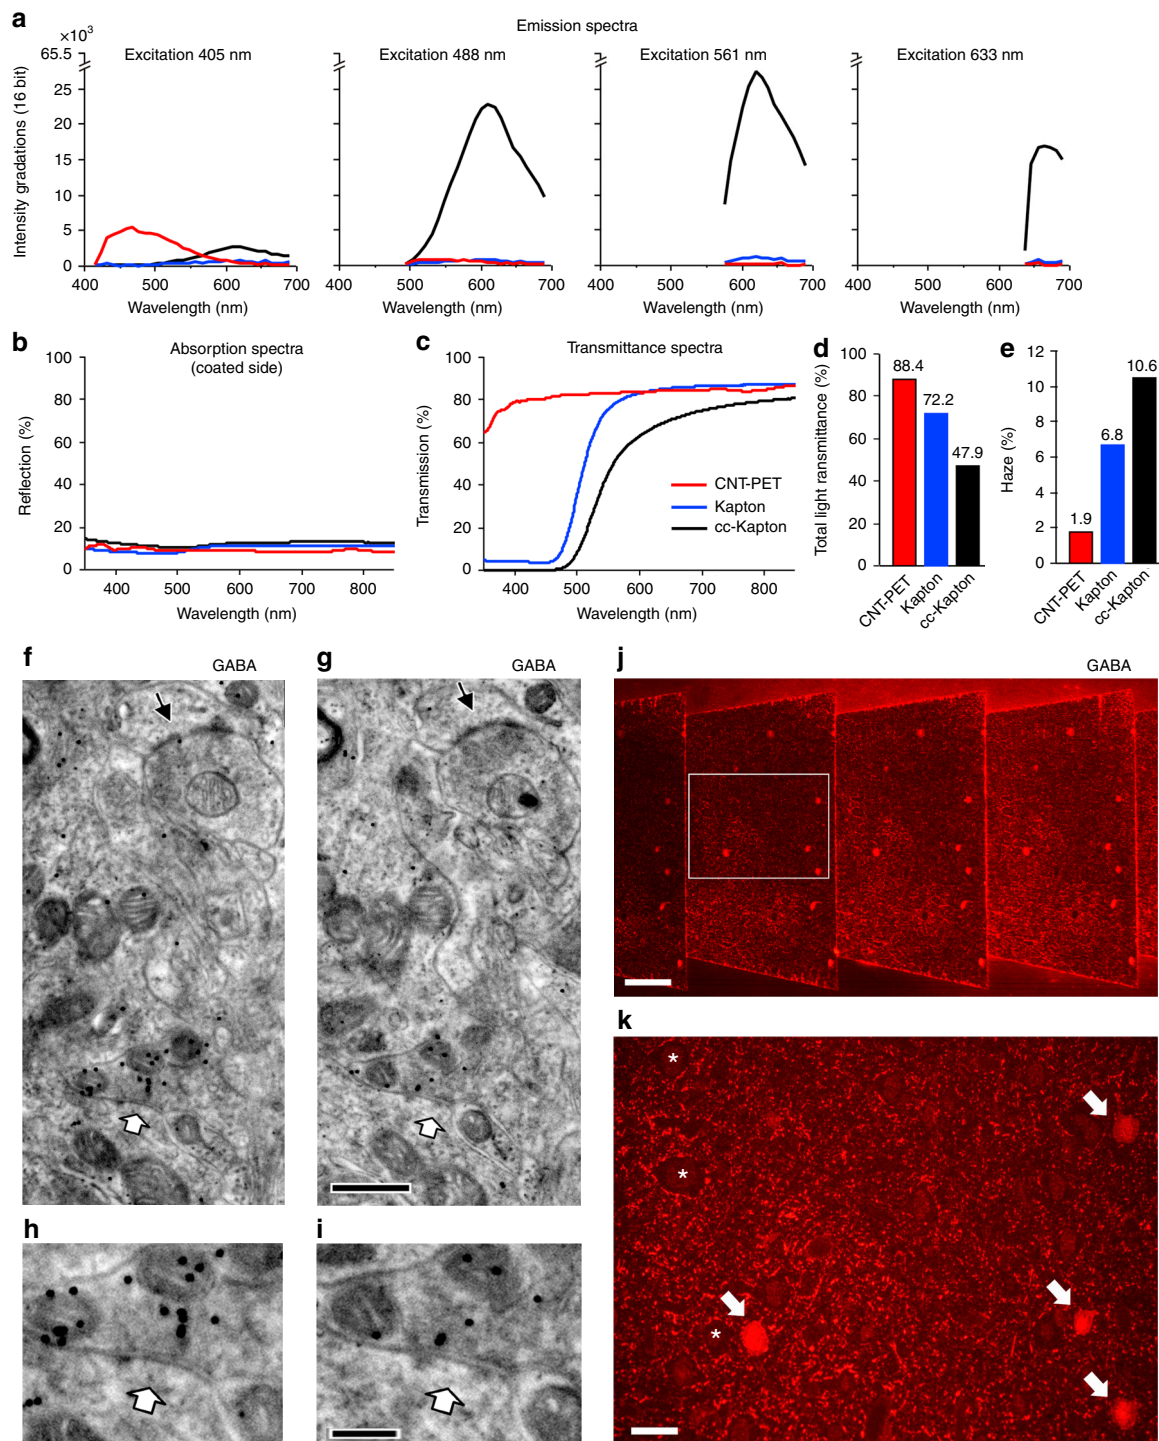 a
Emission spectra
×10³
Excitation 405 nm
Excitation 488 nm
Excitation 561 nm
Excitation 633 nm
Intensity gradations (16 bit)
65.5
25
20
15
10
5
0
400 500 600 700
400 500 600 700
400 500 600 700
400 500 600 700
Wavelength (nm)
Wavelength (nm)
Wavelength (nm)
Wavelength (nm)
b
Absorption spectra
(coated side)
Reflection (%)
100
80
60
40
20
0
400 500 600 700 800
Wavelength (nm)
c
Transmittance spectra
Transmission (%)
100
80
60
40
20
0
CNT-PET
Kapton
cc-Kapton
400 500 600 700 800
Wavelength (nm)
d
Total light ransmittance (%)
100
80
60
40
20
0
88.4
72.2
47.9
CNT-PET
Kapton
cc-Kapton
e
Haze (%)
12
10
8
6
4
2
0
1.9
6.8
10.6
CNT-PET
Kapton
cc-Kapton
f
GABA
g
GABA
h
i
j
GABA
k
*
*
*